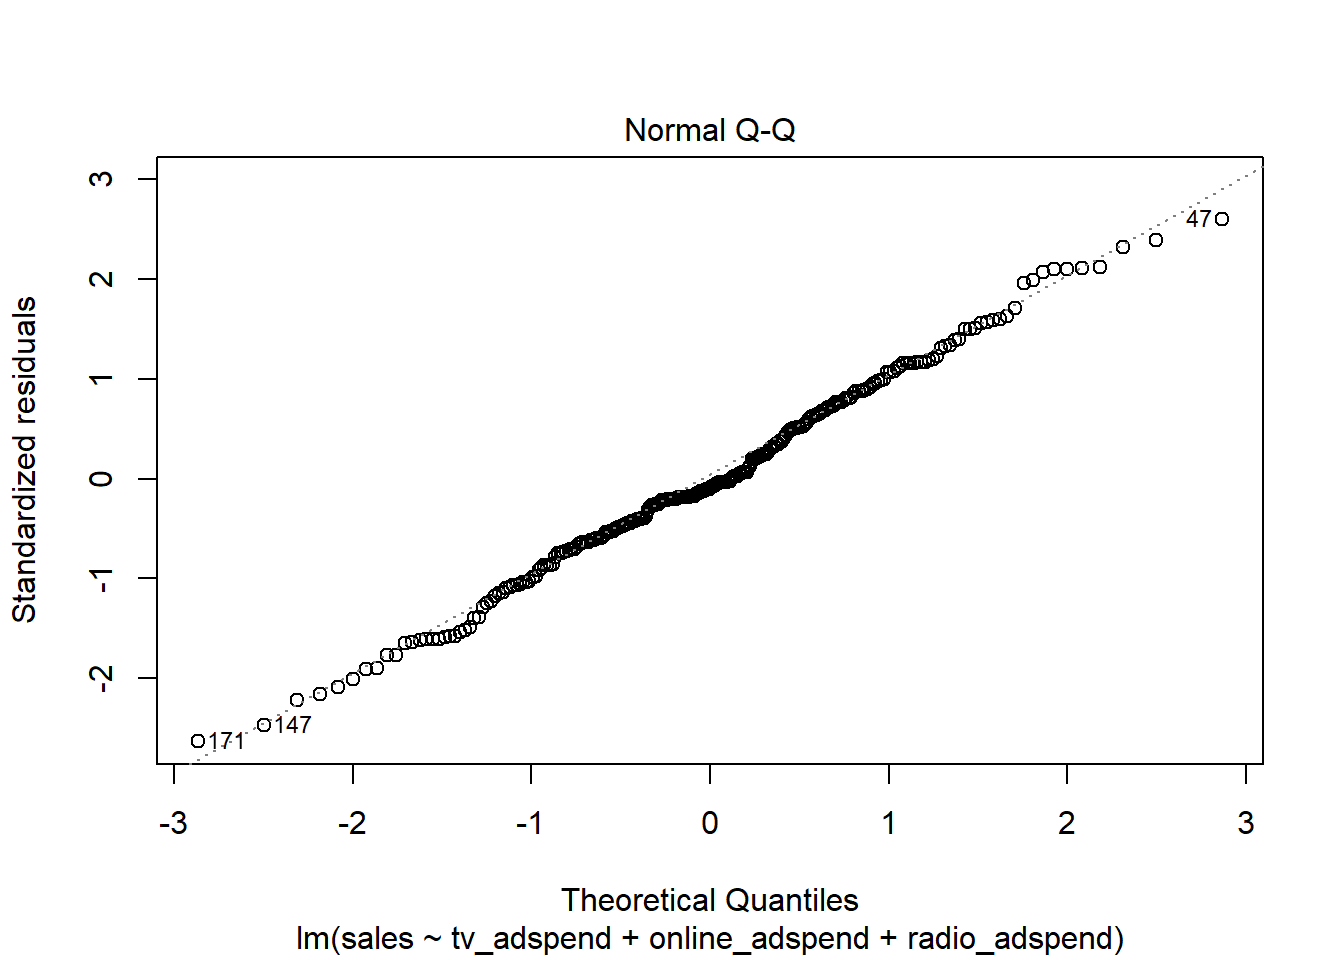 Normal Q-Q
Standardized residuals
3
2
1
0
-1
-2
47
147
171
-3 -2 -1 0 1 2 3
Theoretical Quantiles
lm(sales ~ tv_adspend + online_adspend + radio_adspend)